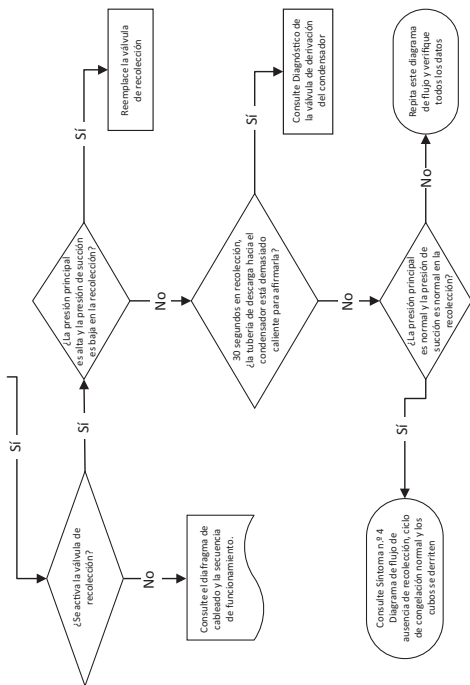 Sí
¿Se activa la válvula de
recolección?
No
Consulte el diafragma de
cableado y la secuencia
de funcionamiento.
Sí
¿La presión principal
es alta y la presión de succión
es baja en la recolección?
Sí
Reemplace la válvula
de recolección
No
30 segundos en recolección,
¿la tubería de descarga hacia el
condensador está demasiado
caliente para afirmarla?
Sí
Consulte Diagnóstico de
la válvula de derivación
del condensador
No
¿La presión principal
es normal y la presión de
succión es normal en la
recolección?
Sí
Consulte Síntoma n.º 4
Diagrama de flujo de
ausencia de recolección, ciclo
de congelación normal y los
cubos se derriten
No
Repita este diagrama
de flujo y verifique
todos los datos